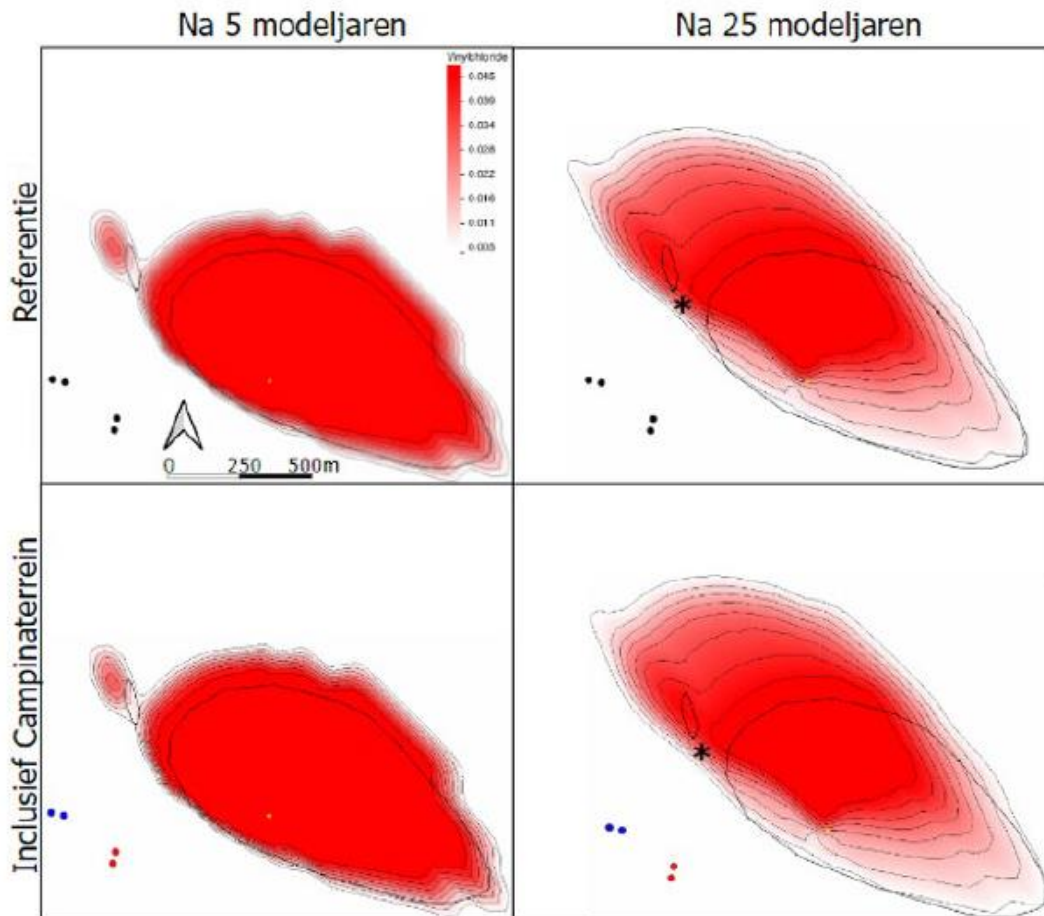 Na 5 modeljaren
Na 25 modeljaren
Referentie
Vinylchloride
0.045
0.039
0.034
0.028
0.022
0.016
0.011
0.005
0 250 500m
Inclusief Campinaterrein